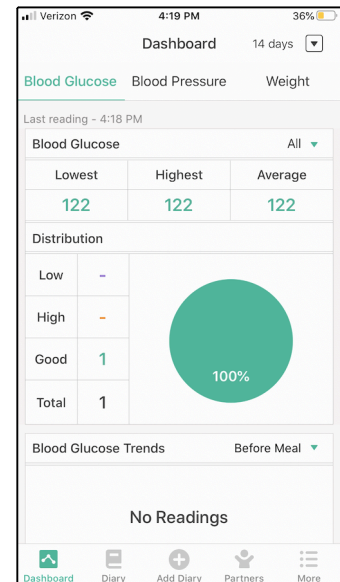 Verizon 4:19 PM 36%
Dashboard 14 days
Blood Glucose Blood Pressure Weight
Last reading - 4:18 PM
Blood Glucose All
Lowest Highest Average
122 122 122
Distribution
Low -
High -
Good 1
100%
Total 1
Blood Glucose Trends Before Meal
No Readings
Dashboard Diary Add Diary Partners More